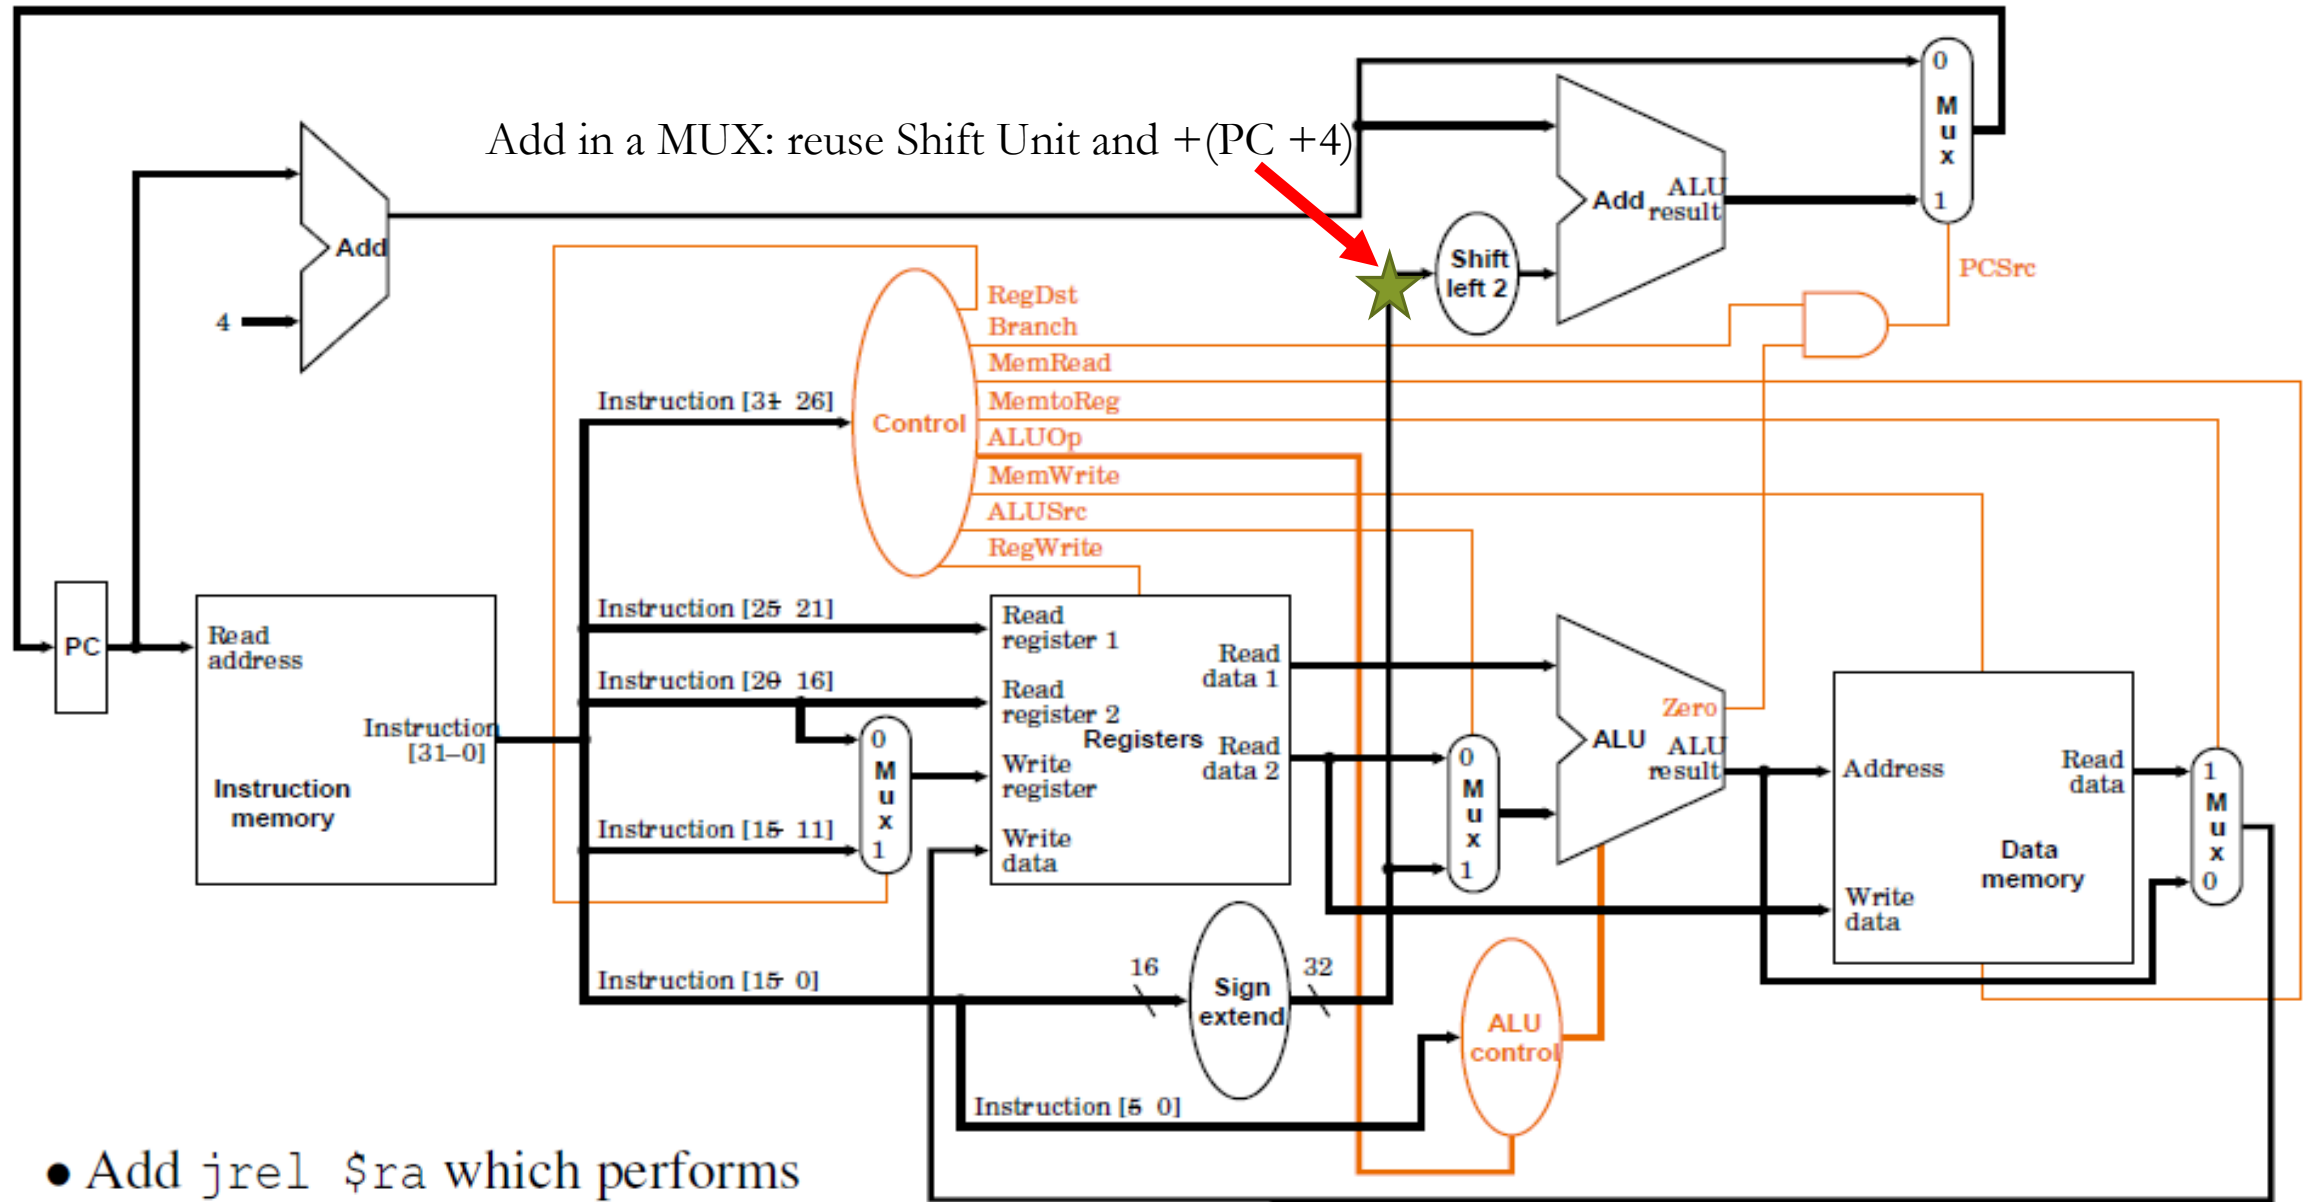 Add in a MUX: reuse Shift Unit and +(PC +4)
0
M
u
x
1
Add
ALU
result
Add
4
Shift
left 2
PCSrc
RegDst
Branch
MemRead
MemtoReg
ALUOp
MemWrite
ALUSrc
RegWrite
Control
Instruction [31 26]
Instruction [25 21]
Instruction [20 16]
Instruction [15 11]
Instruction [15 0]
Instruction [5 0]
PC
Read
address
Instruction
[31–0]
Instruction
memory
0
M
u
x
1
Read
register 1
Read
register 2
Write
register
Write
data
Registers
Read
data 1
Read
data 2
0
M
u
x
1
Zero
ALU
ALU
result
Address
Read
data
Data
memory
Write
data
1
M
u
x
0
16
Sign
extend
32
ALU
control
• Add jrel $ra which performs